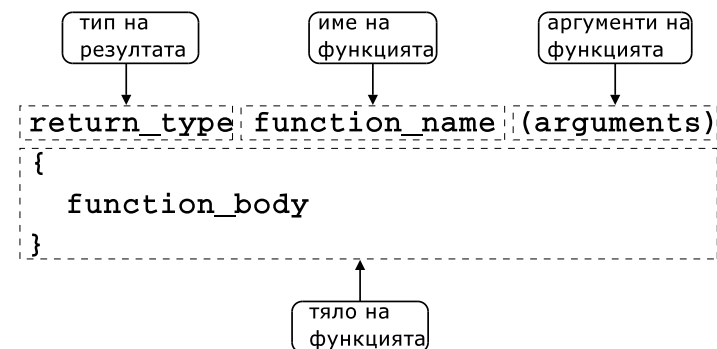 тип на
резултата
име на
функцията
аргументи на
функцията
return_type function_name (arguments)
{
function_body
}
тяло на
функцията